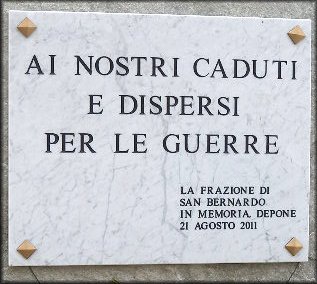 AI NOSTRI CADUTI
E DISPERSI
PER LE GUERRE
LA FRAZIONE DI
SAN BERNARDO
IN MEMORIA DEPONE
21 AGOSTO 2011